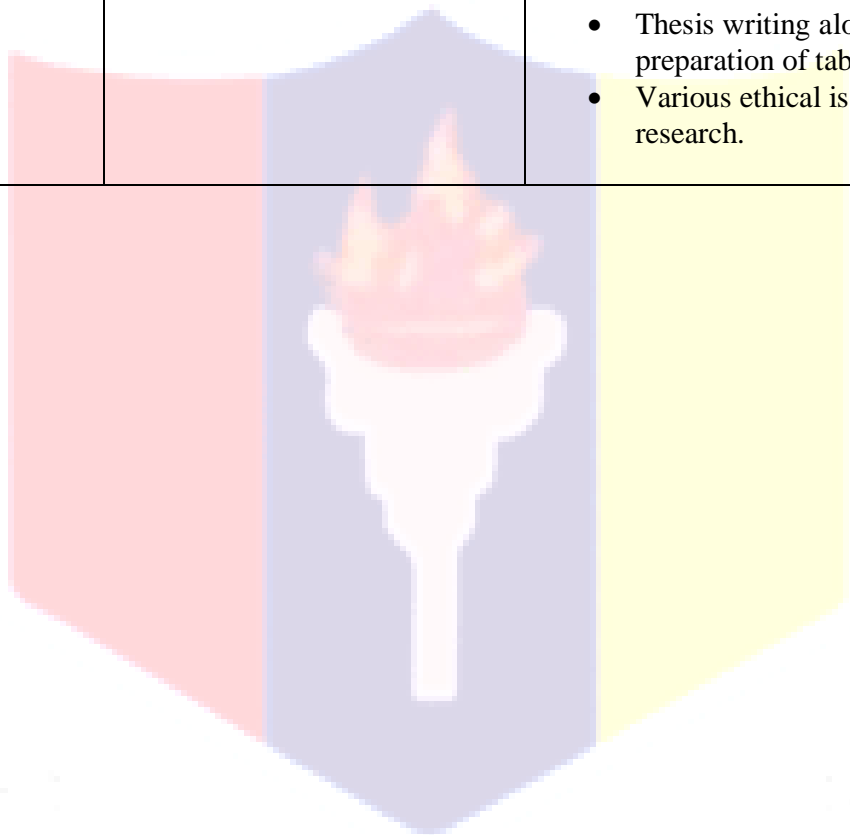 • Thesis writing
preparation of
• Various ethical
research.